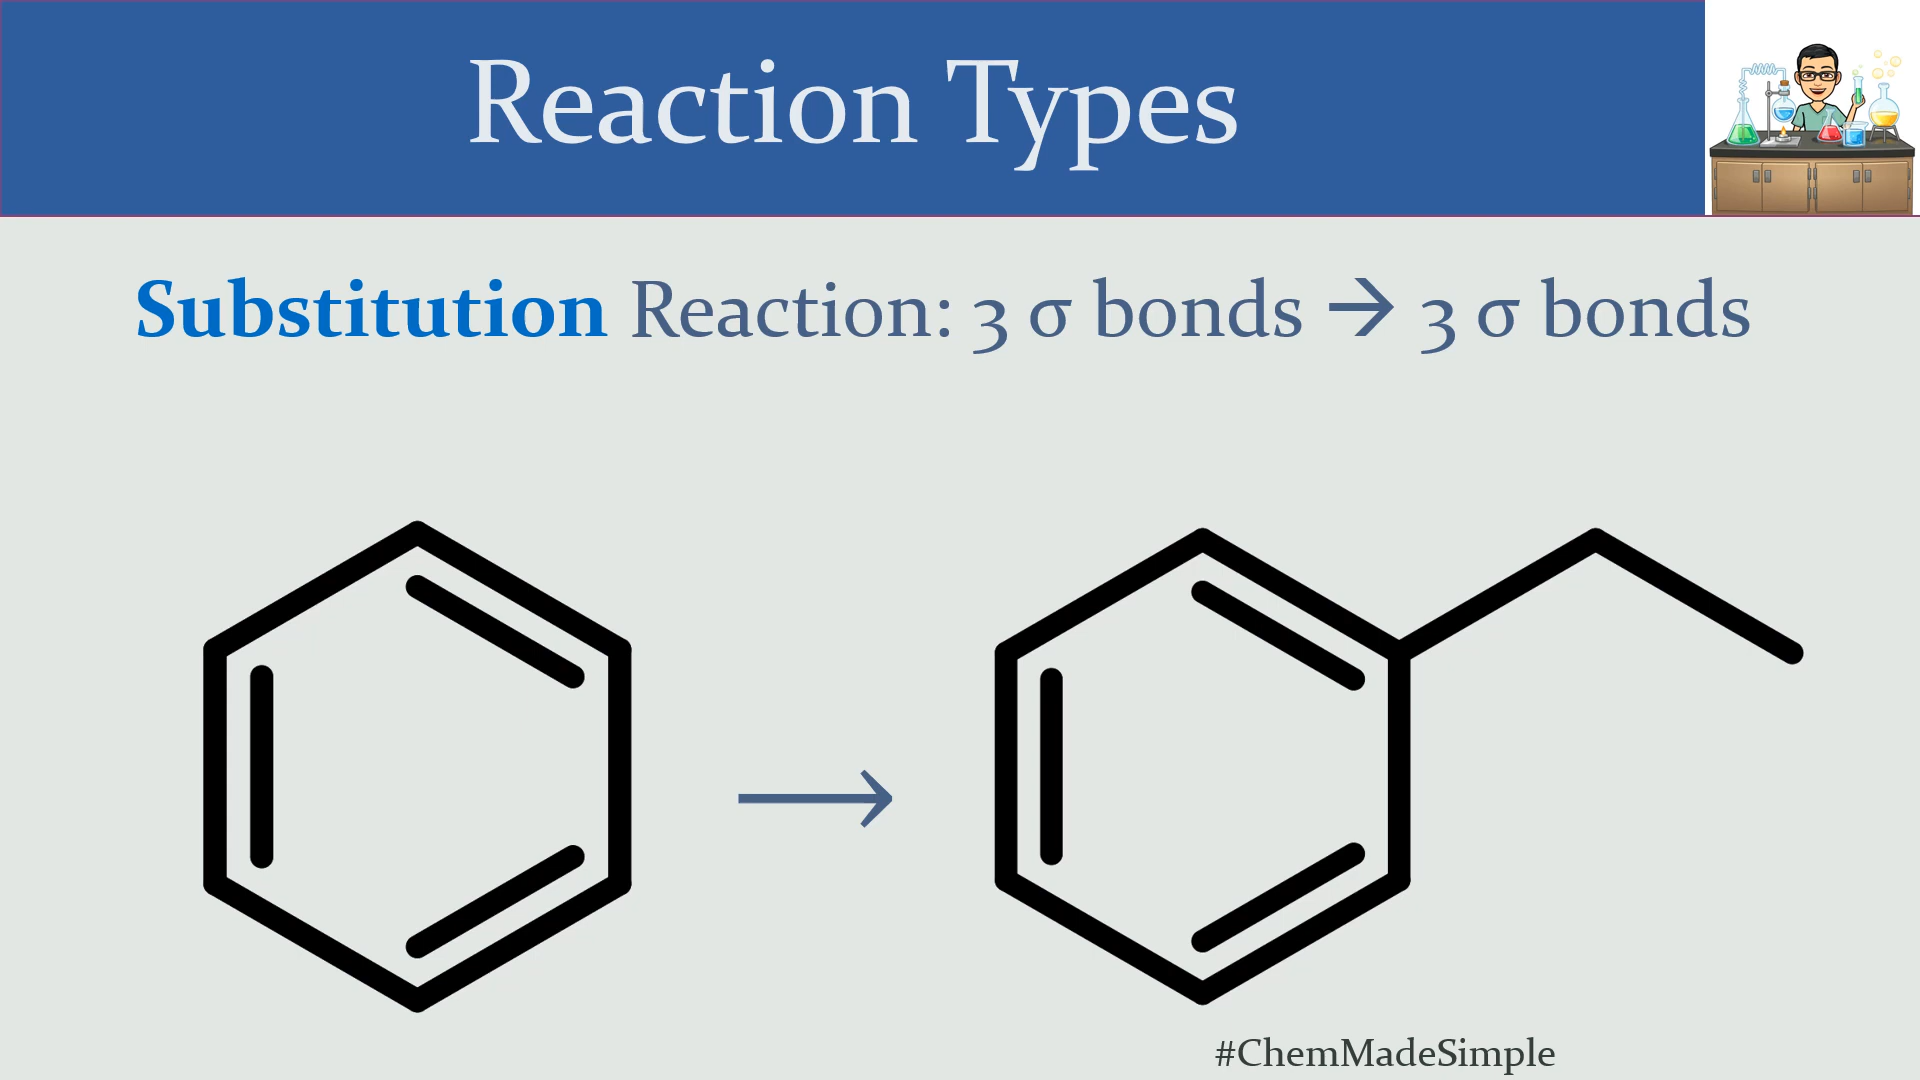 Reaction Types
Substitution Reaction: 3 σ bonds → 3 σ bonds
#ChemMadeSimple